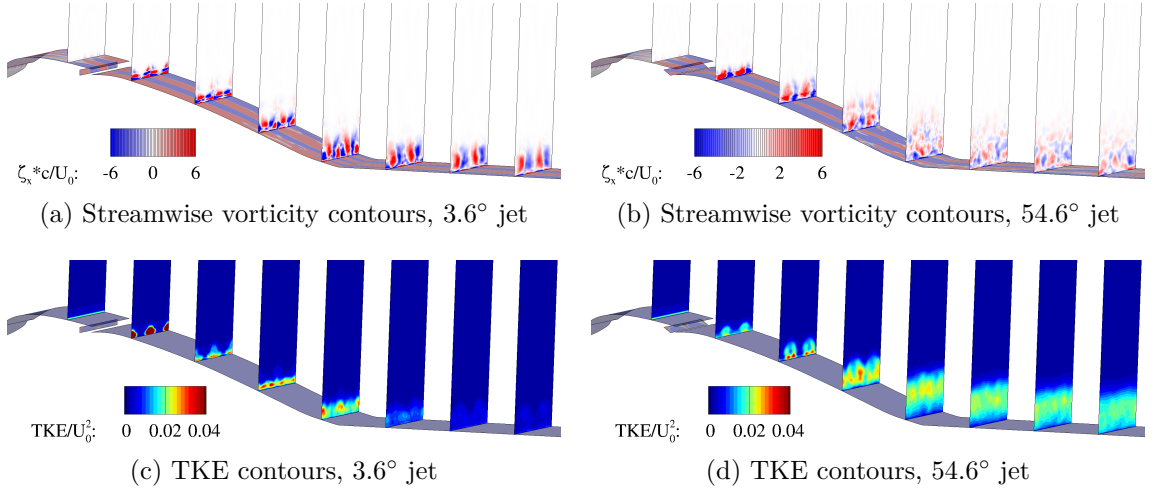 ζx*c/U0: -6 0 6
ζx*c/U0: -6 -2 2 6
(a) Streamwise vorticity contours, 3.6° jet
(b) Streamwise vorticity contours, 54.6° jet
TKE/U0²: 0 0.02 0.04
TKE/U0²: 0 0.02 0.04
(c) TKE contours, 3.6° jet
(d) TKE contours, 54.6° jet